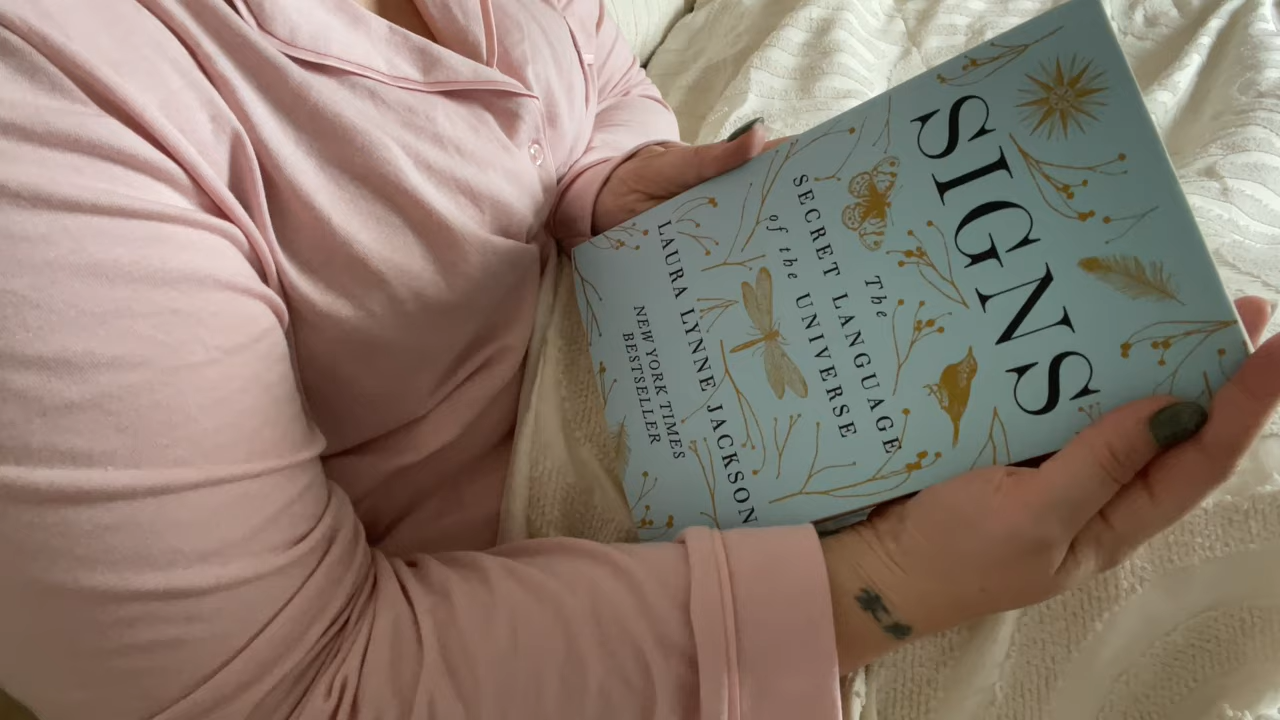 SIGNS
The
SECRET LANGUAGE
of the UNIVERSE
LAURA LYNNE JACKSON
NEW YORK TIMES
BESTSELLER